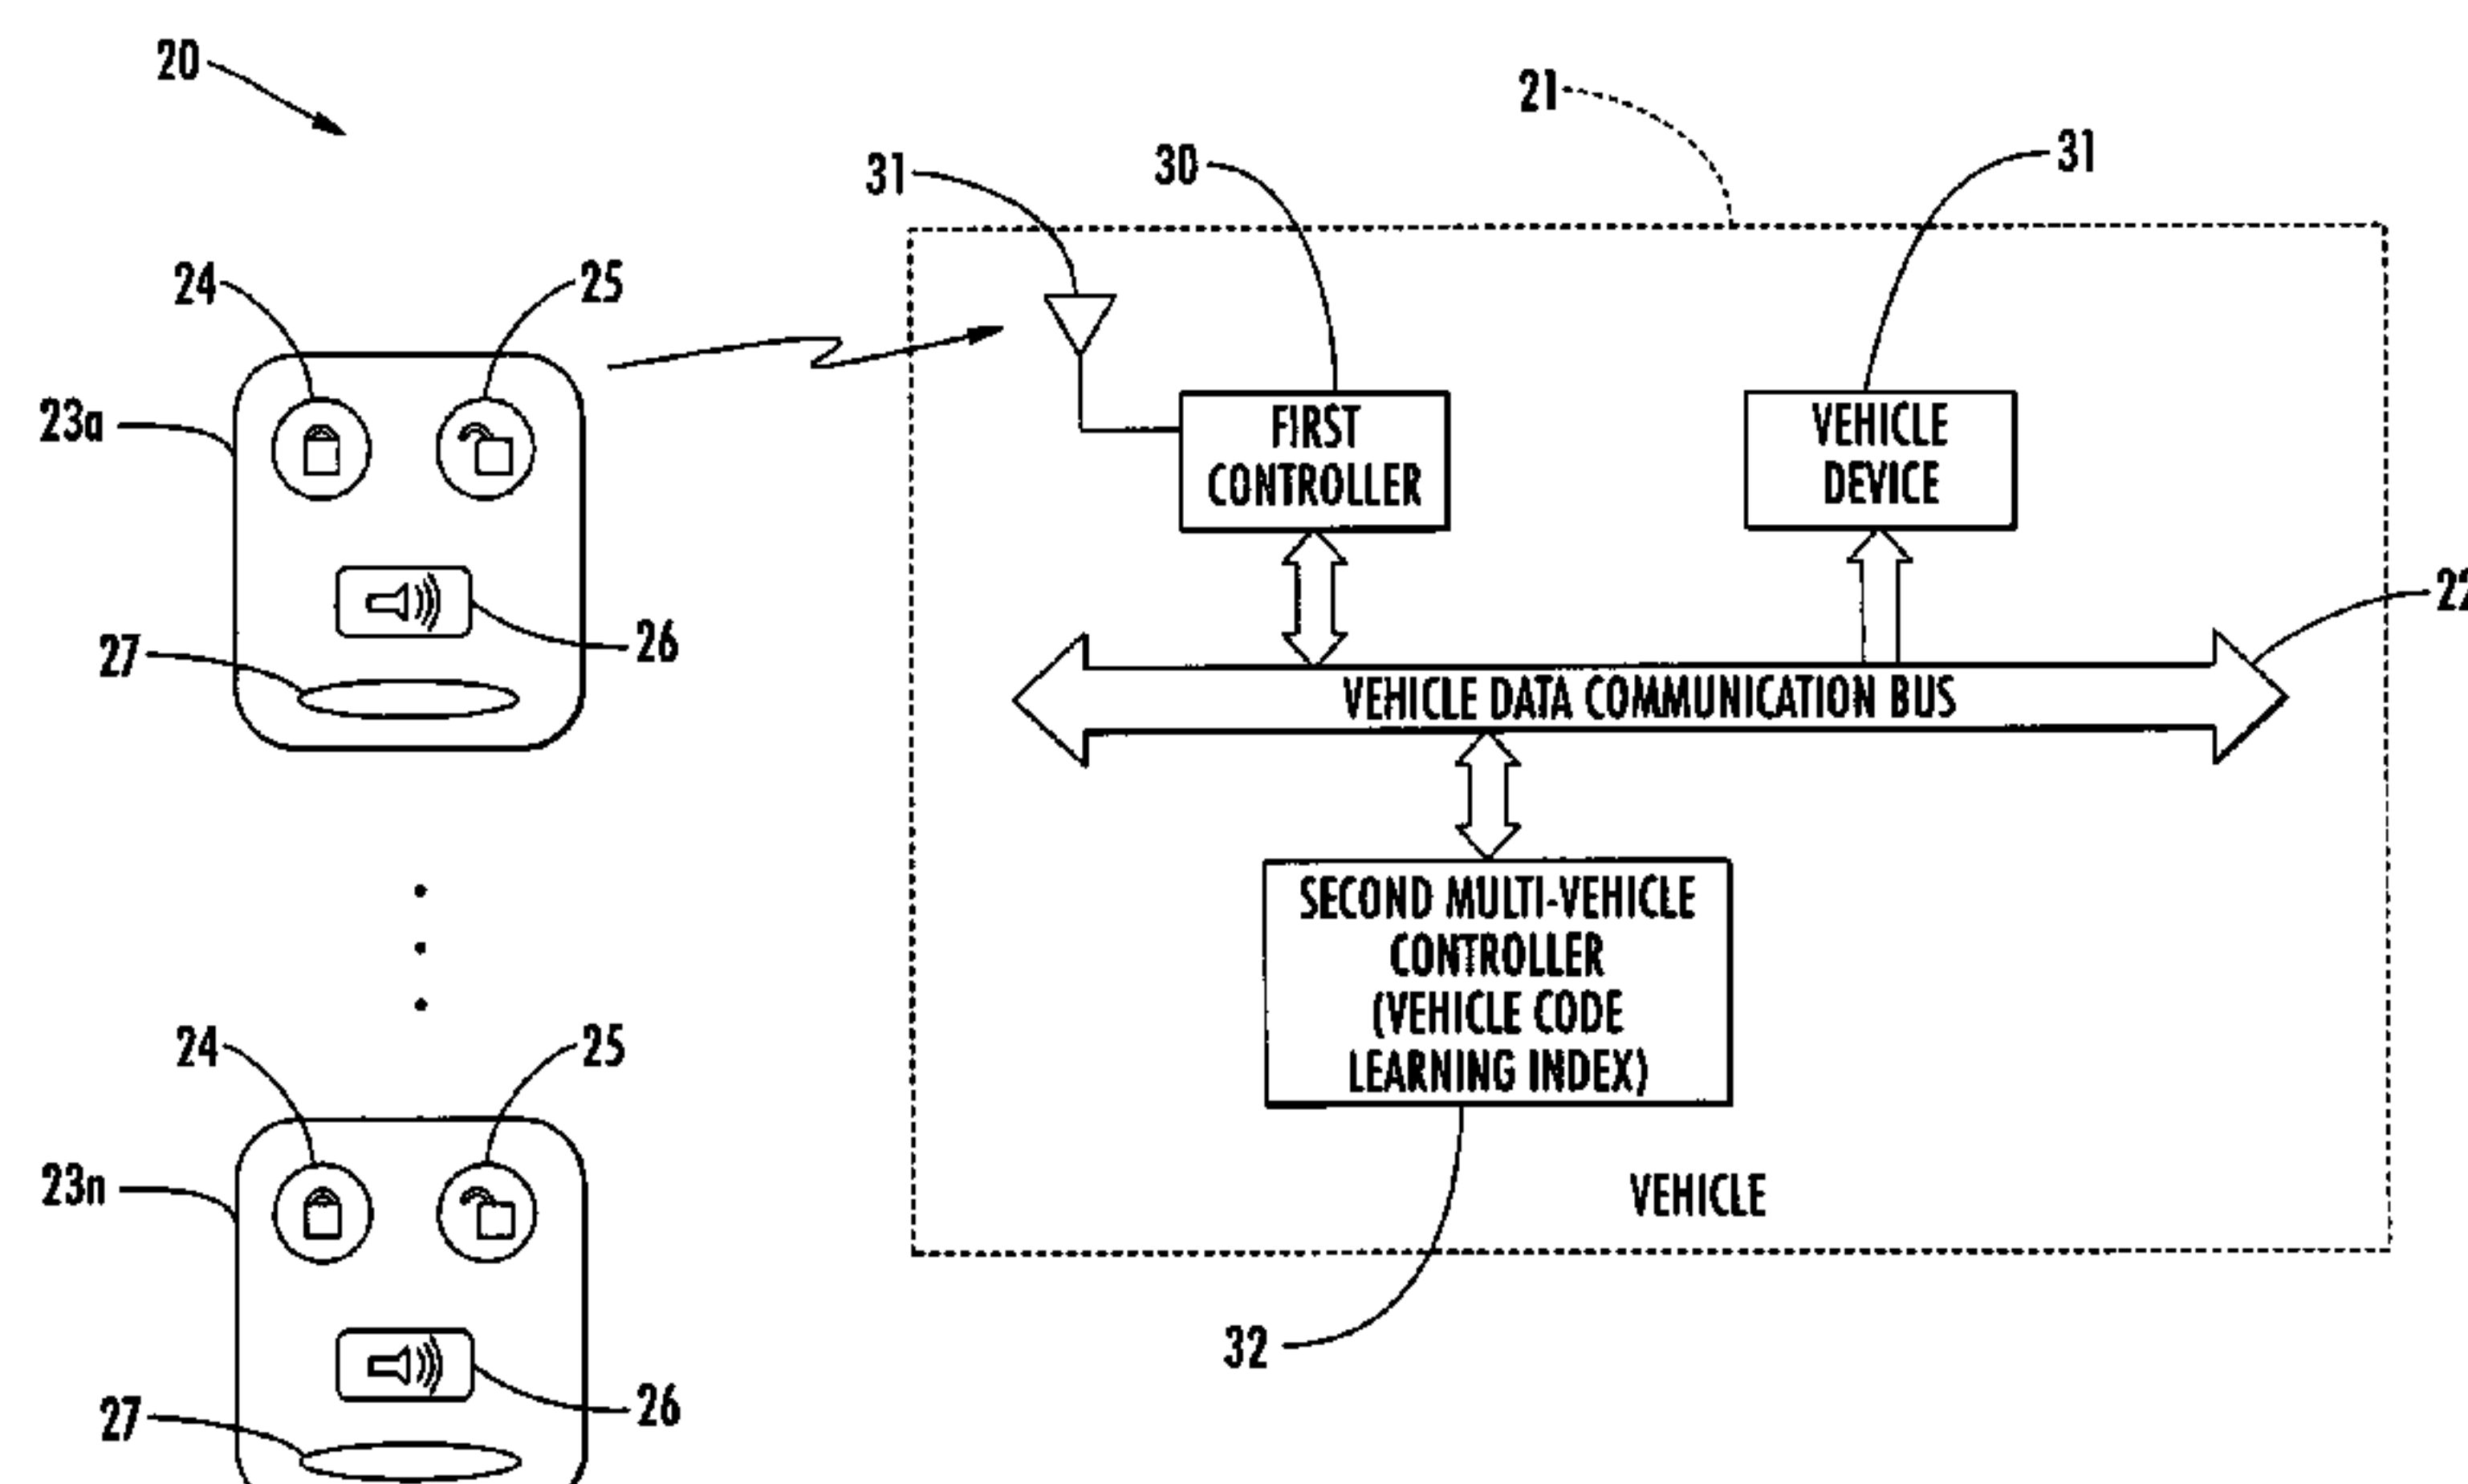 20
21
31
30
31
24
25
23a
FIRST
CONTROLLER
VEHICLE
DEVICE
22
27
26
VEHICLE DATA COMMUNICATION BUS
SECOND MULTI-VEHICLE
CONTROLLER
(VEHICLE CODE
LEARNING INDEX)
24
25
23n
VEHICLE
32
27
26